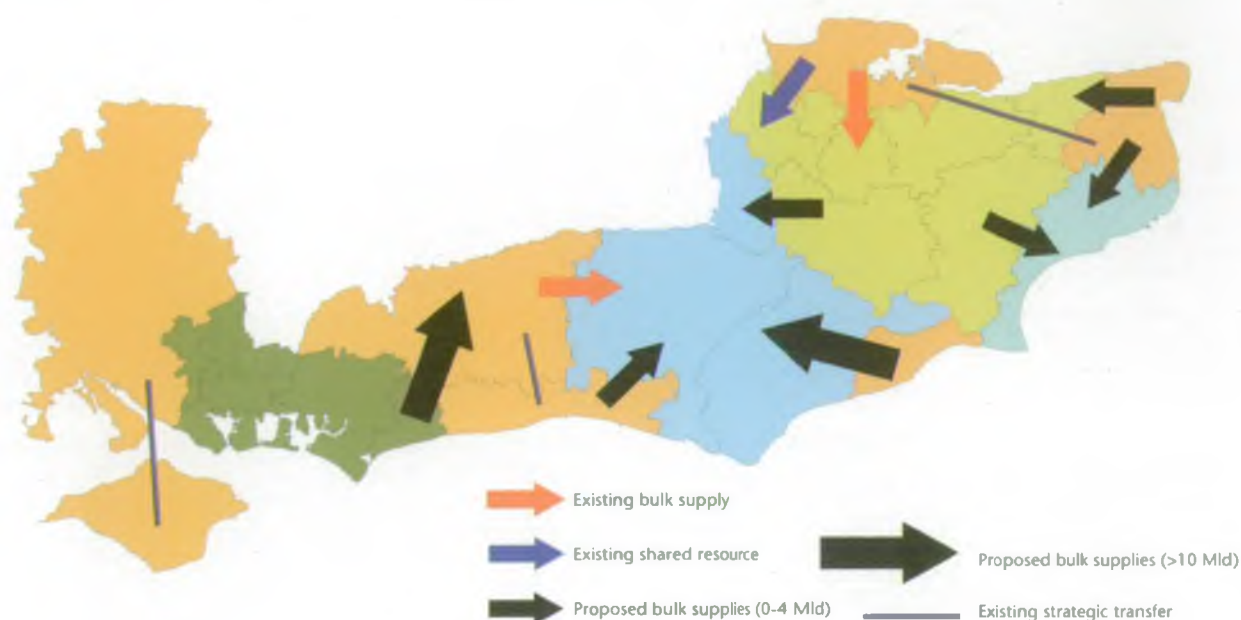 Existing bulk supply
Existing shared resource
Proposed bulk supplies (>10 Mld)
Proposed bulk supplies (0-4 Mld)
Existing strategic transfer